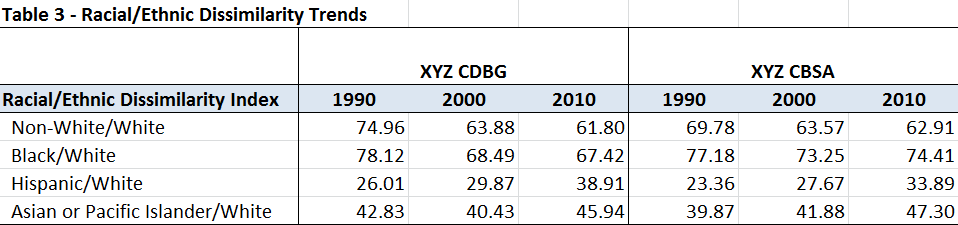 Table 3 - Racial/Ethnic Dissimilarity Trends
XYZ CDBG XYZ CBSA
Racial/Ethnic Dissimilarity Index 1990 2000 2010 1990 2000 2010
Non-White/White 74.96 63.88 61.80 69.78 63.57 62.91
Black/White 78.12 68.49 67.42 77.18 73.25 74.41
Hispanic/White 26.01 29.87 38.91 23.36 27.67 33.89
Asian or Pacific Islander/White 42.83 40.43 45.94 39.87 41.88 47.30